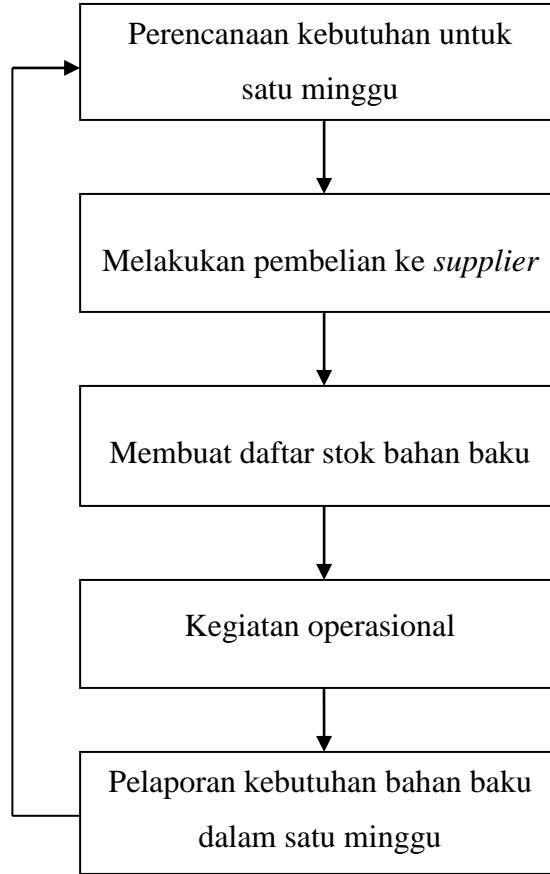 Perencanaan kebutuhan untuk
satu minggu
Melakukan pembelian ke supplier
Membuat daftar stok bahan baku
Kegiatan operasional
Pelaporan kebutuhan bahan baku
dalam satu minggu